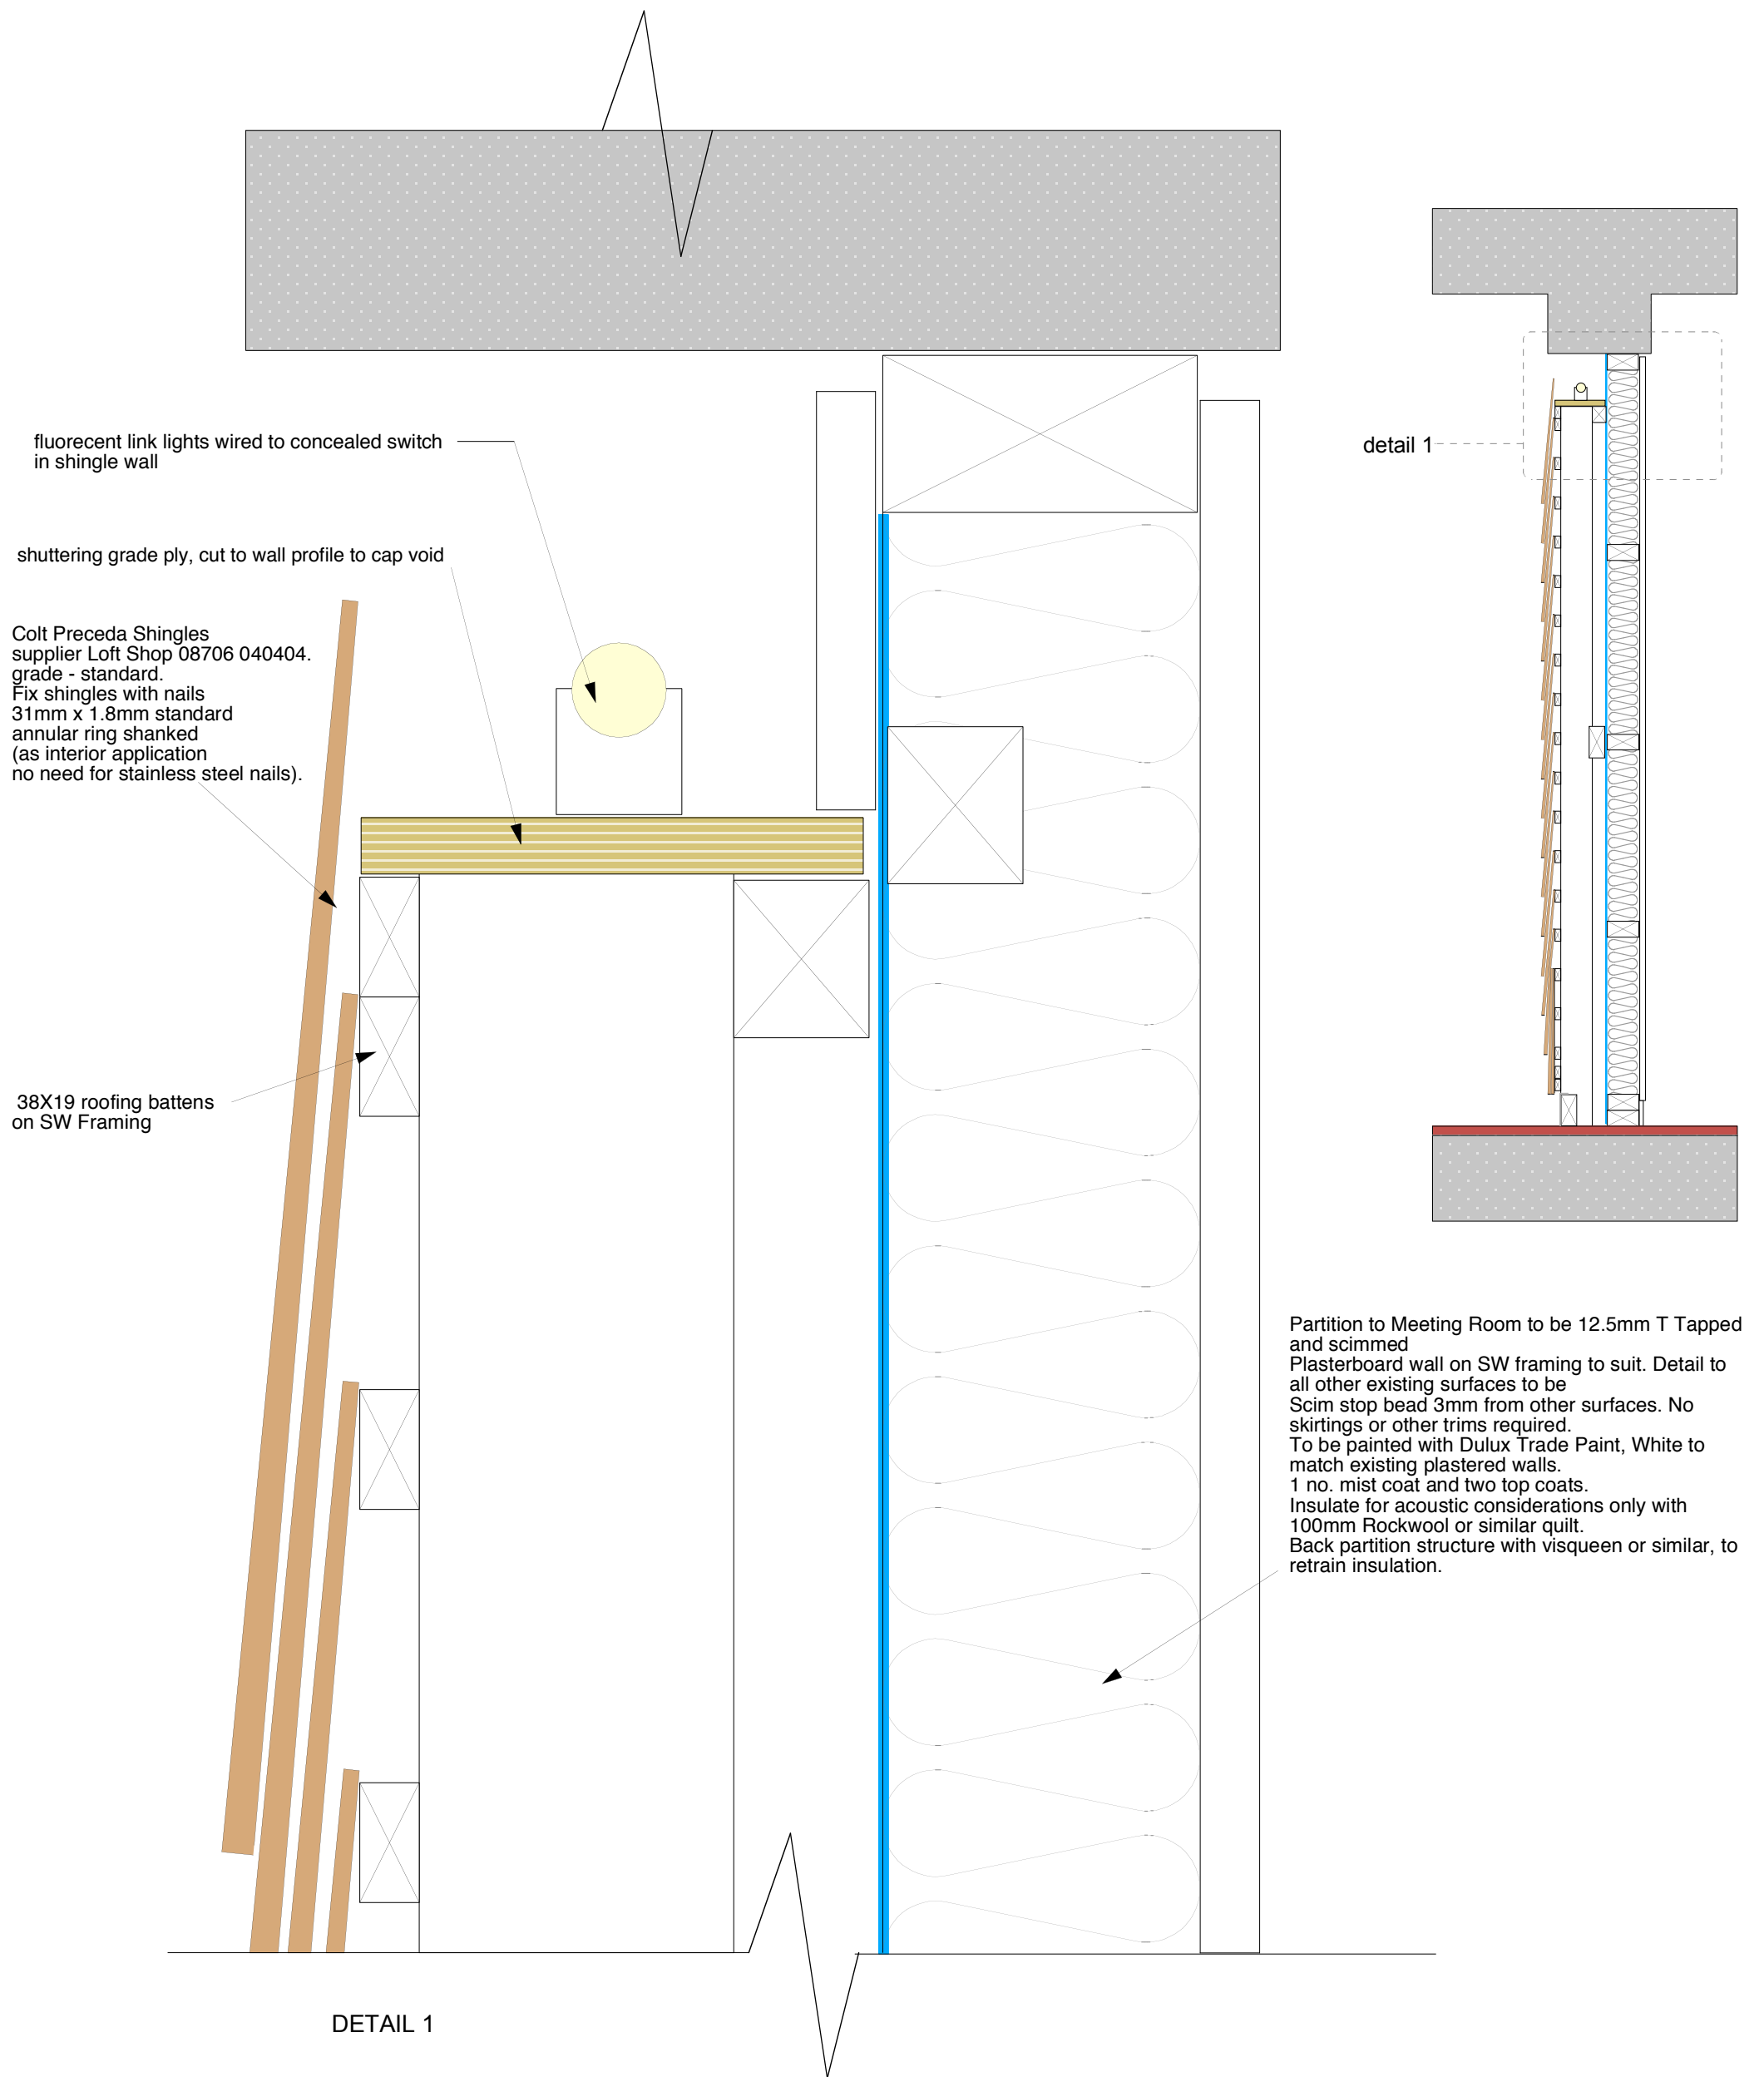 fluorecent link lights wired to concealed switch
in shingle wall
shuttering grade ply, cut to wall profile to cap void
Colt Preceda Shingles
supplier Loft Shop 08706 040404.
grade - standard.
Fix shingles with nails
31mm x 1.8mm standard
annular ring shanked
(as interior application
no need for stainless steel nails).
38X19 roofing battens
on SW Framing
detail 1
Partition to Meeting Room to be 12.5mm T Tapped
and scimmed
Plasterboard wall on SW framing to suit. Detail to
all other existing surfaces to be
Scim stop bead 3mm from other surfaces. No
skirtings or other trims required.
To be painted with Dulux Trade Paint, White to
match existing plastered walls.
1 no. mist coat and two top coats.
Insulate for acoustic considerations only with
100mm Rockwool or similar quilt.
Back partition structure with visqueen or similar, to
retrain insulation.
DETAIL 1